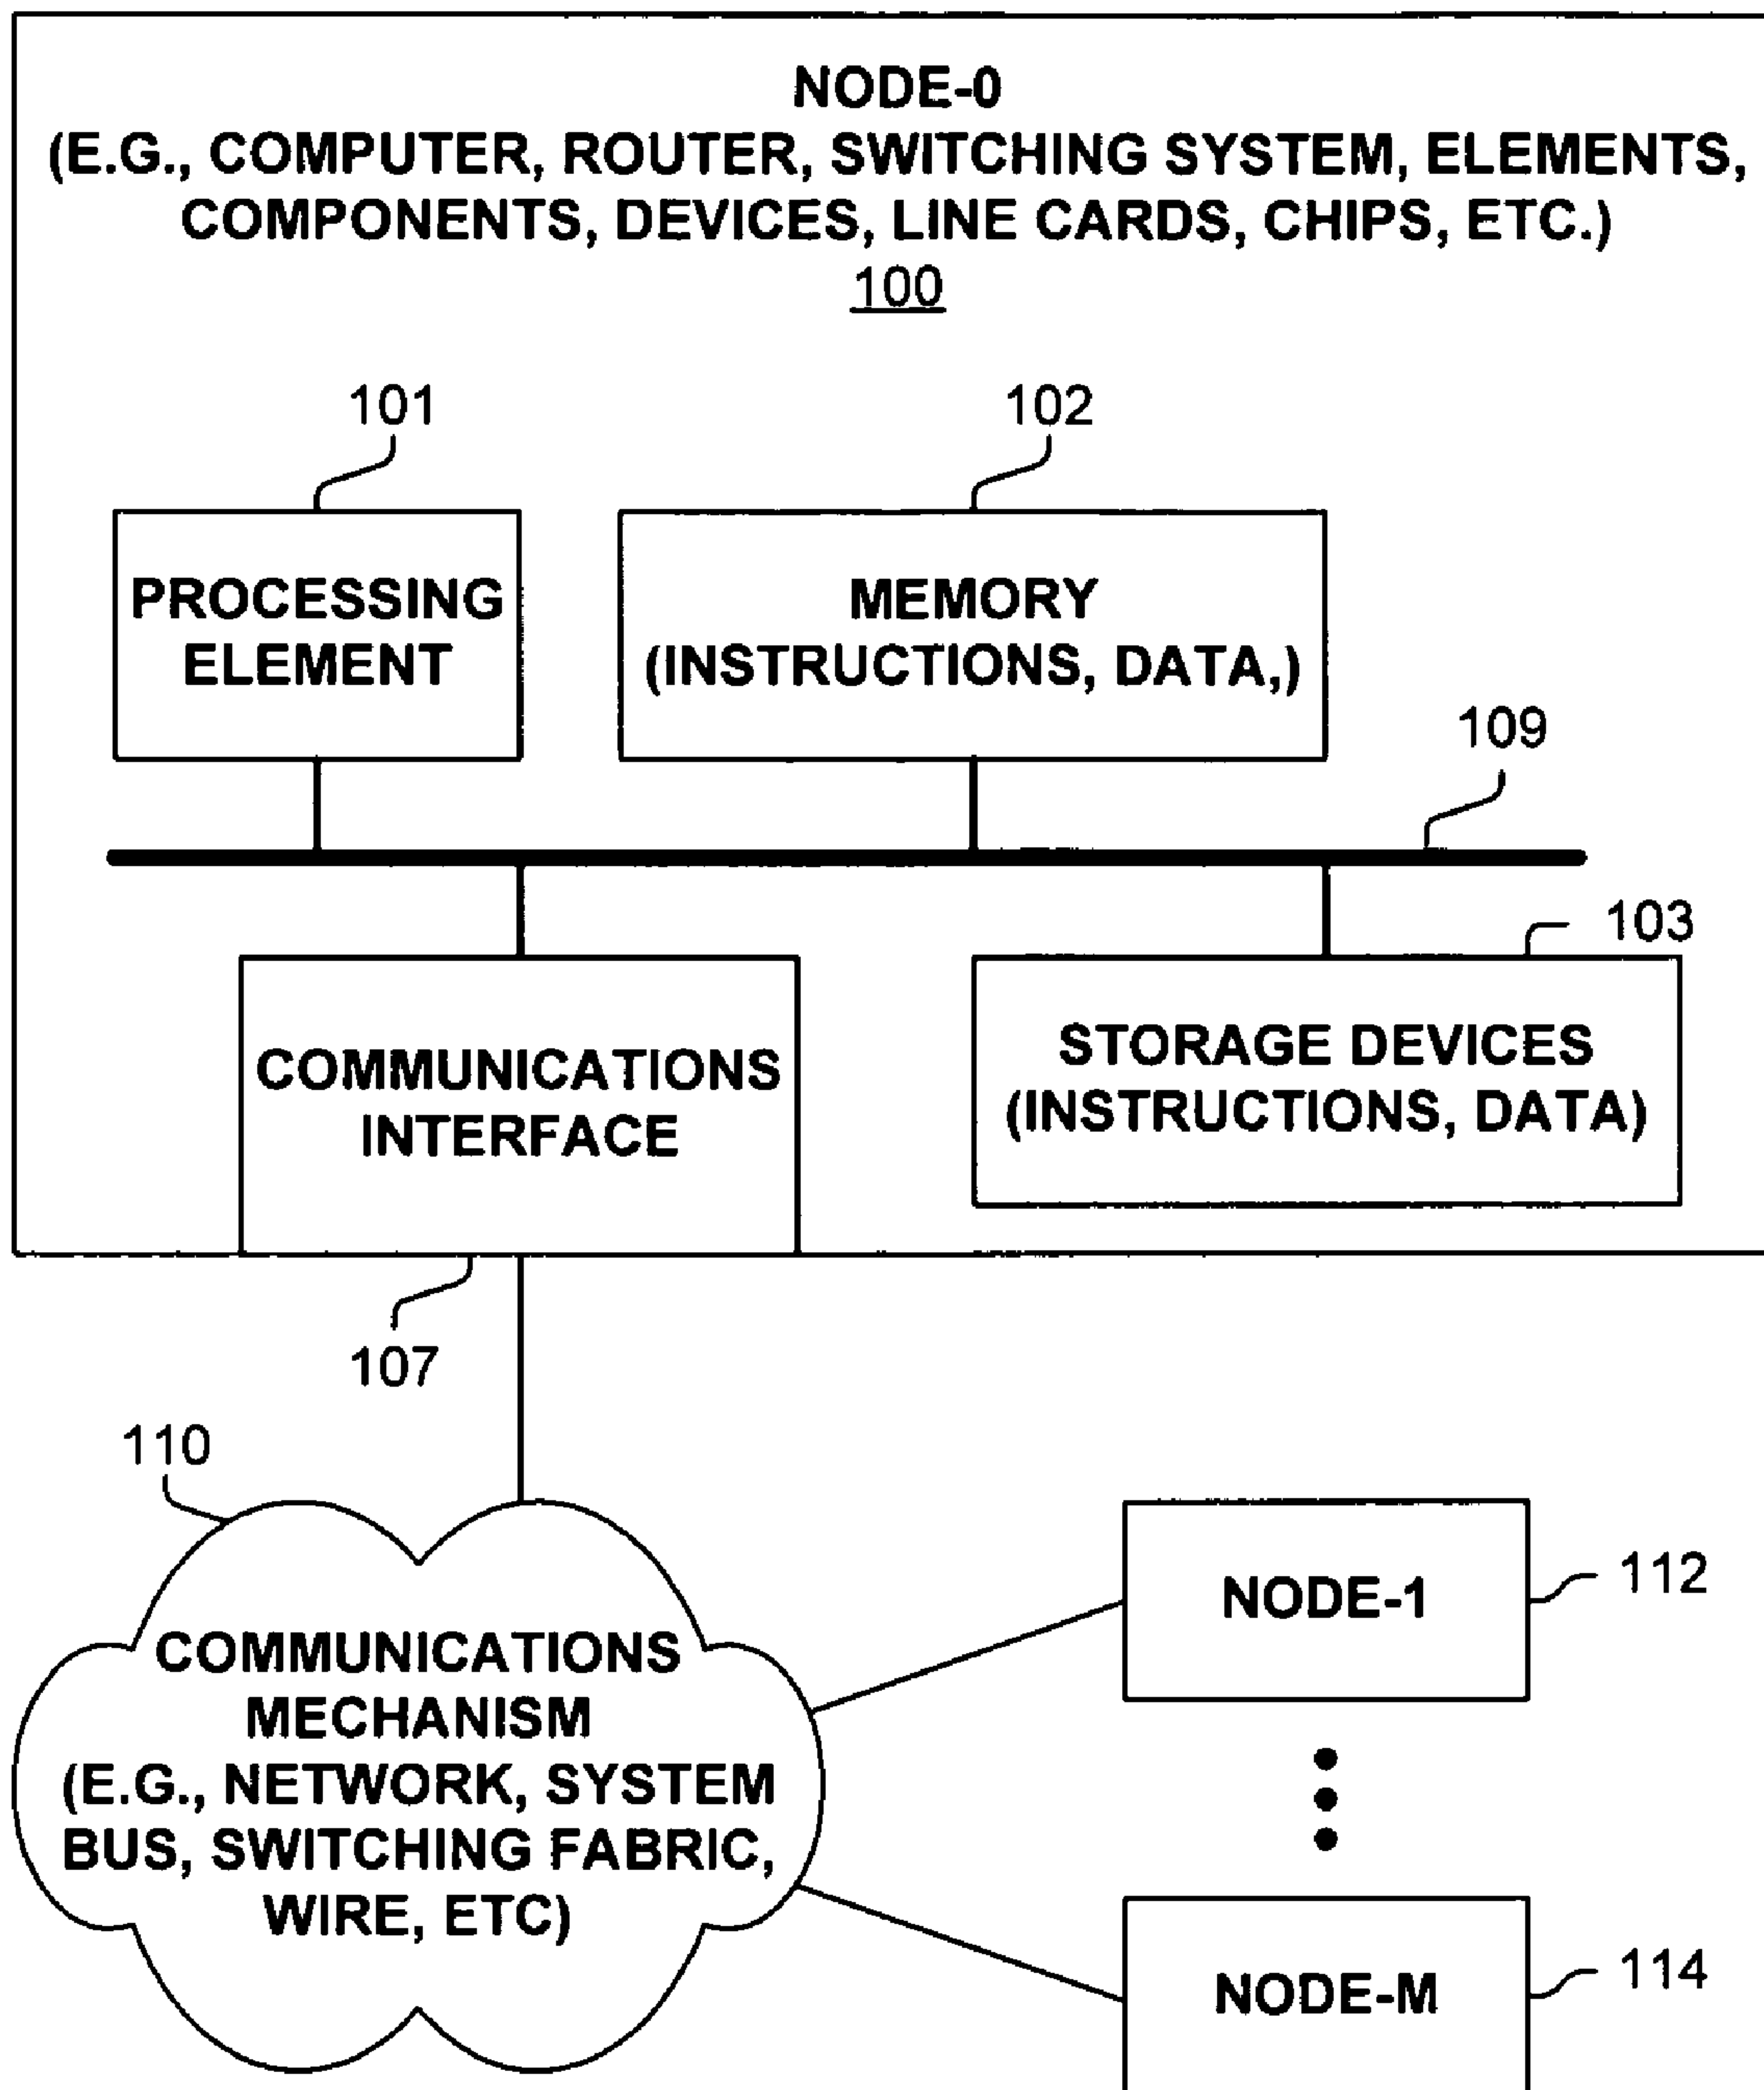 NODE-0
(E.G., COMPUTER, ROUTER, SWITCHING SYSTEM, ELEMENTS,
COMPONENTS, DEVICES, LINE CARDS, CHIPS, ETC.)
100
101
102
PROCESSING
ELEMENT
MEMORY
(INSTRUCTIONS, DATA,)
109
103
COMMUNICATIONS
INTERFACE
STORAGE DEVICES
(INSTRUCTIONS, DATA)
107
110
COMMUNICATIONS
MECHANISM
(E.G., NETWORK, SYSTEM
BUS, SWITCHING FABRIC,
WIRE, ETC)
NODE-1
112
NODE-M
114